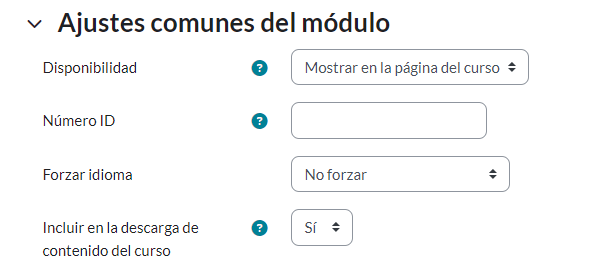 Ajustes comunes del módulo
Disponibilidad
Mostrar en la página del curso
Número ID
Forzar idioma
No forzar
Incluir en la descarga de
contenido del curso
Sí